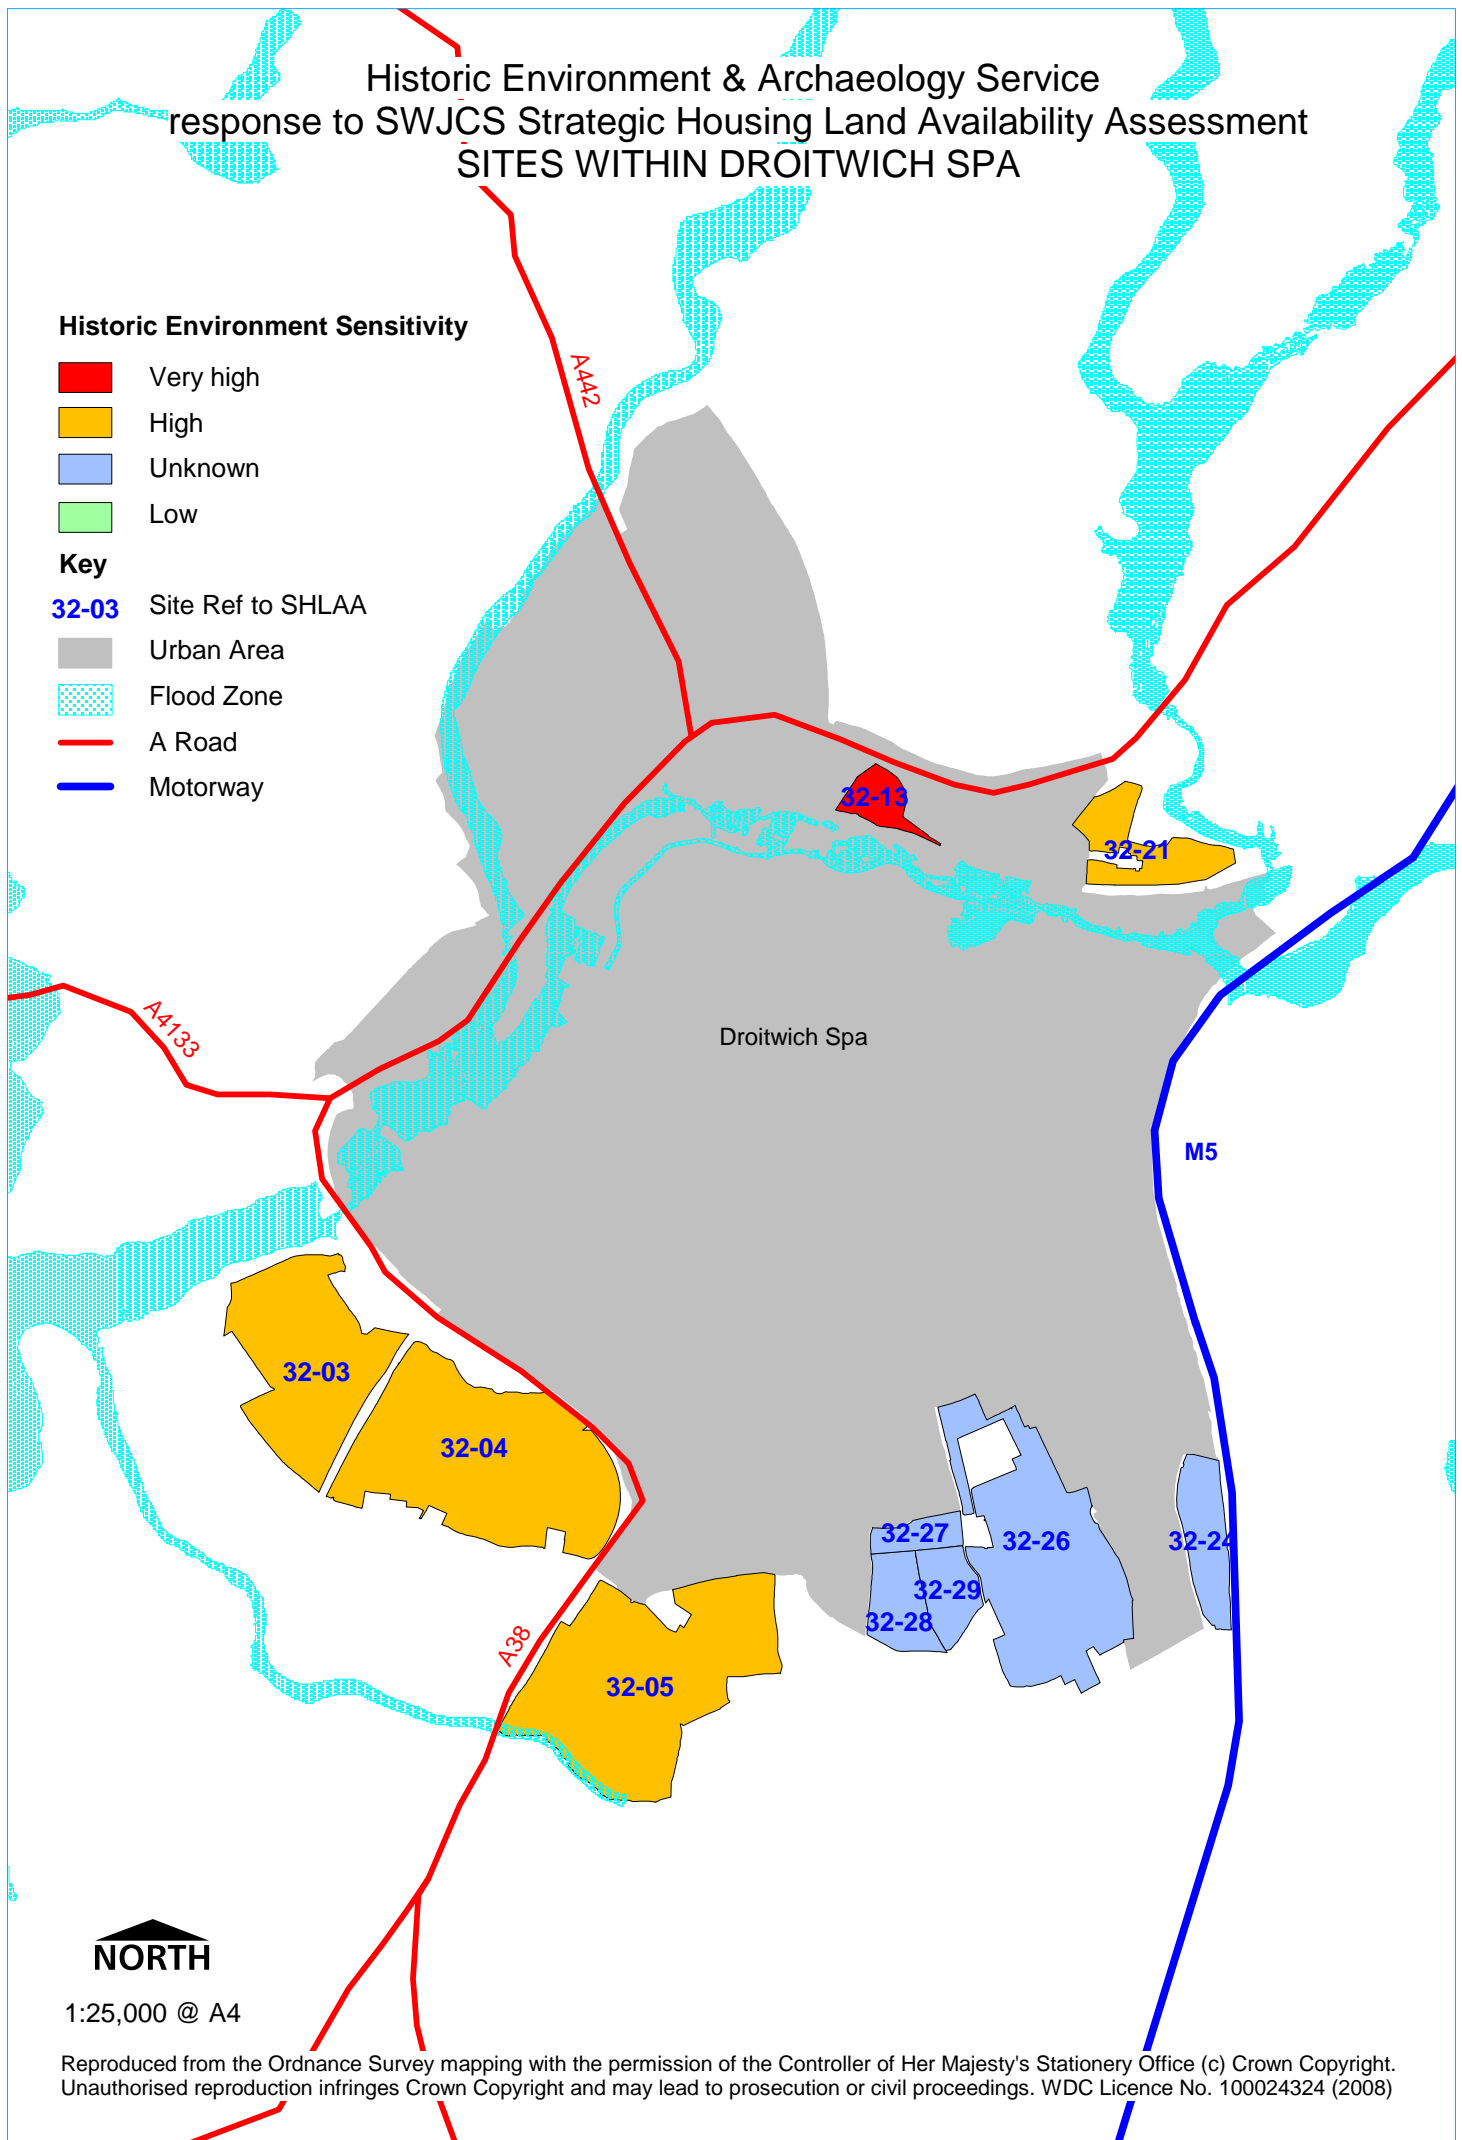 Historic Environment & Archaeology Service
response to SWJCS Strategic Housing Land Availability Assessment
SITES WITHIN DROITWICH SPA
Historic Environment Sensitivity
Very high
High
Unknown
Low
Key
32-03 Site Ref to SHLAA
Urban Area
Flood Zone
A Road
Motorway
A442
32-13
32-21
A4133
Droitwich Spa
M5
32-03
32-04
32-27
32-26
32-24
32-29
32-28
A38
32-05
NORTH
1:25,000 @ A4
Reproduced from the Ordnance Survey mapping with the permission of the Controller of Her Majesty's Stationery Office (c) Crown Copyright.
Unauthorised reproduction infringes Crown Copyright and may lead to prosecution or civil proceedings. WDC Licence No. 100024324 (2008)